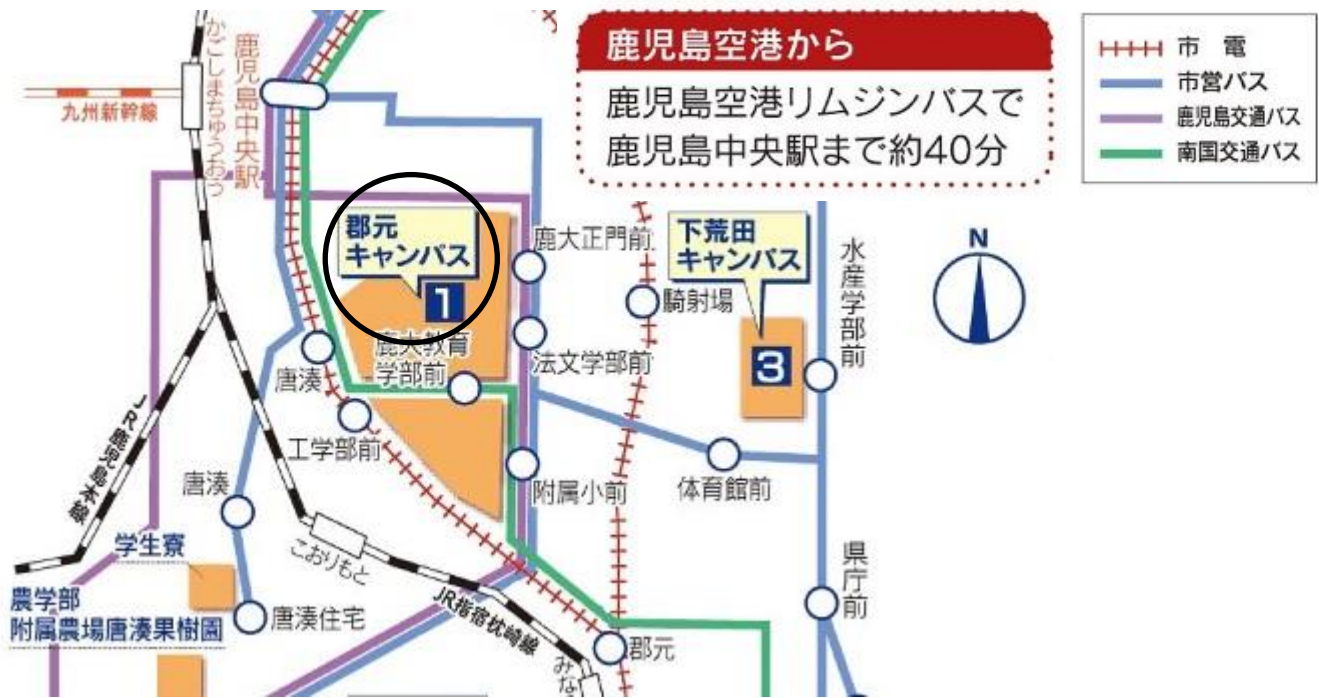 鹿児島空港から
鹿児島空港リムジンバスで
鹿児島中央駅まで約40分
市　電
市営バス
鹿児島交通バス
南国交通バス
かごしまちゅうおう
鹿児島中央駅
九州新幹線
郡元
キャンパス
1
鹿大正門前
下荒田
キャンパス
3
N
水産学部前
騎射場
鹿大教育
学部前
法文学部前
唐湊
工学部前
JR鹿児島本線
唐湊
附属小前
体育館前
学生寮
こおりもと
県庁前
農学部
附属農場唐湊果樹園
唐湊住宅
JR指宿枕崎線
郡元
みな